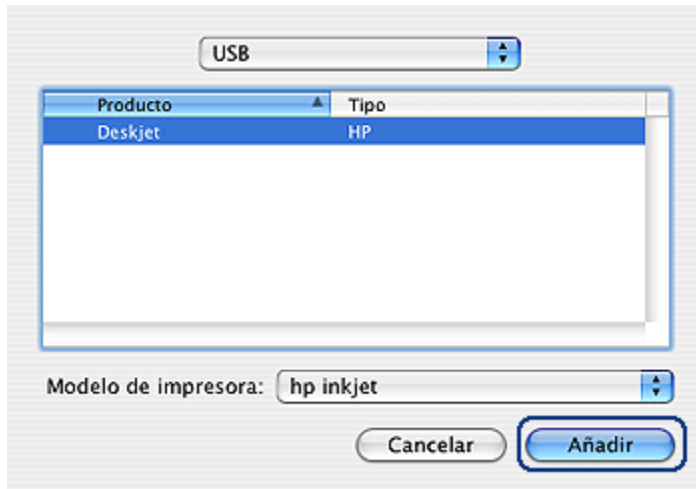 USB
Producto Tipo
Deskjet HP
Modelo de impresora: hp inkjet
Cancelar Añadir